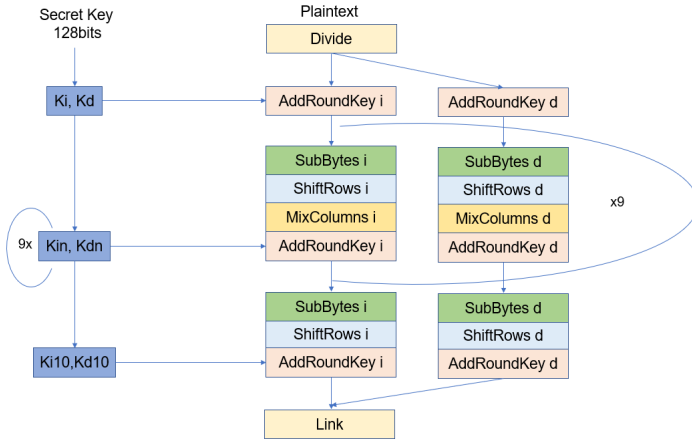 Secret Key
128bits
Plaintext
Divide
Ki, Kd
AddRoundKey i
AddRoundKey d
SubBytes i
ShiftRows i
MixColumns i
AddRoundKey i
SubBytes d
ShiftRows d
MixColumns d
AddRoundKey d
x9
9x
Kin, Kdn
SubBytes i
ShiftRows i
AddRoundKey i
SubBytes d
ShiftRows d
AddRoundKey d
Ki10,Kd10
Link